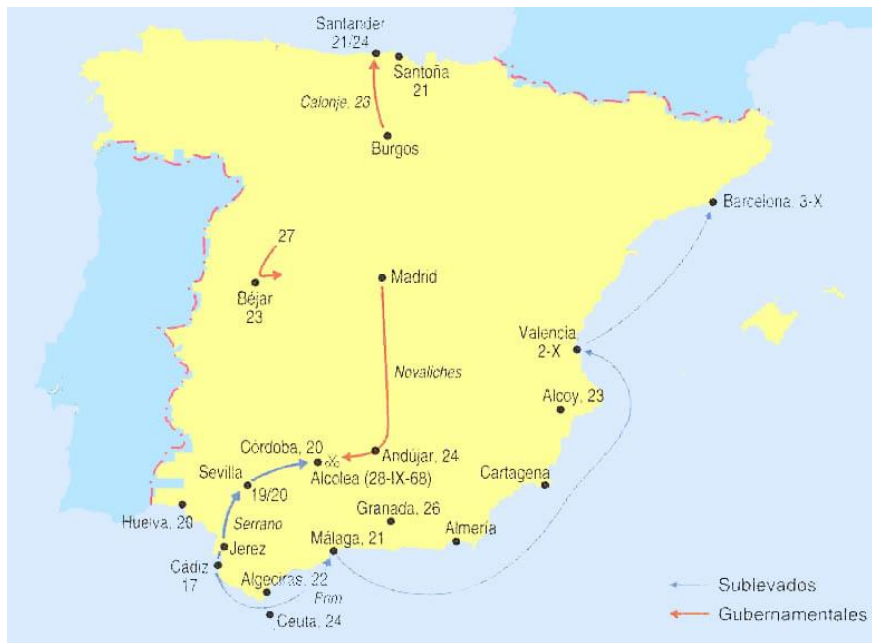 Santander
21/24
Santoña
21
Calonje, 23
Burgos
Barcelona, 3-X
27
Béjar
23
Madrid
Valencia
2-X
Novaliches
Alcoy, 23
Córdoba, 20
Andújar, 24
Alcolea (28-IX-68)
Sevilla
19/20
Cartagena
Huelva, 20
Serrano
Granada, 26
Almería
Jerez
Málaga, 21
Cádiz
17
Algeciras, 22
Prim
Ceuta, 24
Sublevados
Gubernamentales